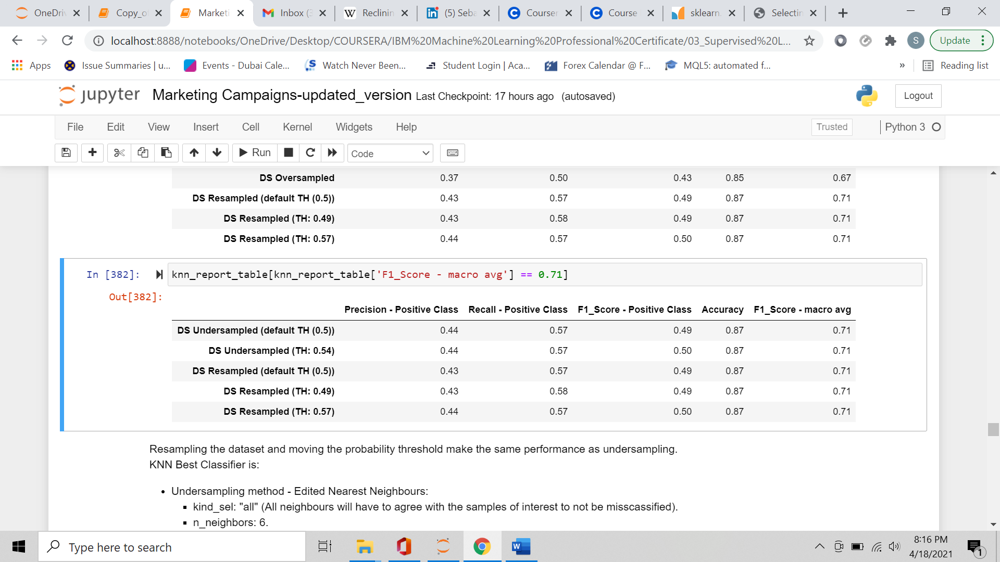 OneDri
Copy_o
Marketi
Inbox (3
W Reclinin
(5) Seba
Courser
Course
sklearn.
Selectin
localhost:8888/notebooks/OneDrive/Desktop/COURSERA/IBM%20Machine%20Learning%20Professional%20Certificate/03_Supervised%20L...
S
Update
Apps
Issue Summaries | u...
Events - Dubai Cale...
Watch Never Been...
Student Login | Aca...
Forex Calendar @ F...
MQL5: automated f...
»
Reading list
jupyter Marketing Campaigns-updated_version Last Checkpoint: 17 hours ago (autosaved)
Logout
File Edit View Insert Cell Kernel Widgets Help
Trusted
Python 3
Run
Code
DS Oversampled 0.37 0.50 0.43 0.85 0.67
DS Resampled (default TH (0.5)) 0.43 0.57 0.49 0.87 0.71
DS Resampled (TH: 0.49) 0.43 0.58 0.49 0.87 0.71
DS Resampled (TH: 0.57) 0.44 0.57 0.50 0.87 0.71
In [382]: knn_report_table[knn_report_table['F1_Score - macro avg'] == 0.71]
Out[382]:
Precision - Positive Class Recall - Positive Class F1_Score - Positive Class Accuracy F1_Score - macro avg
DS Undersampled (default TH (0.5)) 0.44 0.57 0.49 0.87 0.71
DS Undersampled (TH: 0.54) 0.44 0.57 0.50 0.87 0.71
DS Resampled (default TH (0.5)) 0.43 0.57 0.49 0.87 0.71
DS Resampled (TH: 0.49) 0.43 0.58 0.49 0.87 0.71
DS Resampled (TH: 0.57) 0.44 0.57 0.50 0.87 0.71
Resampling the dataset and moving the probability threshold make the same performance as undersampling.
KNN Best Classifier is:
• Undersampling method - Edited Nearest Neighbours:
▪ kind_sel: "all" (All neighbours will have to agree with the samples of interest to not be misscassified).
▪ n_neighbors: 6.
Type here to search
8:16 PM
4/18/2021
1